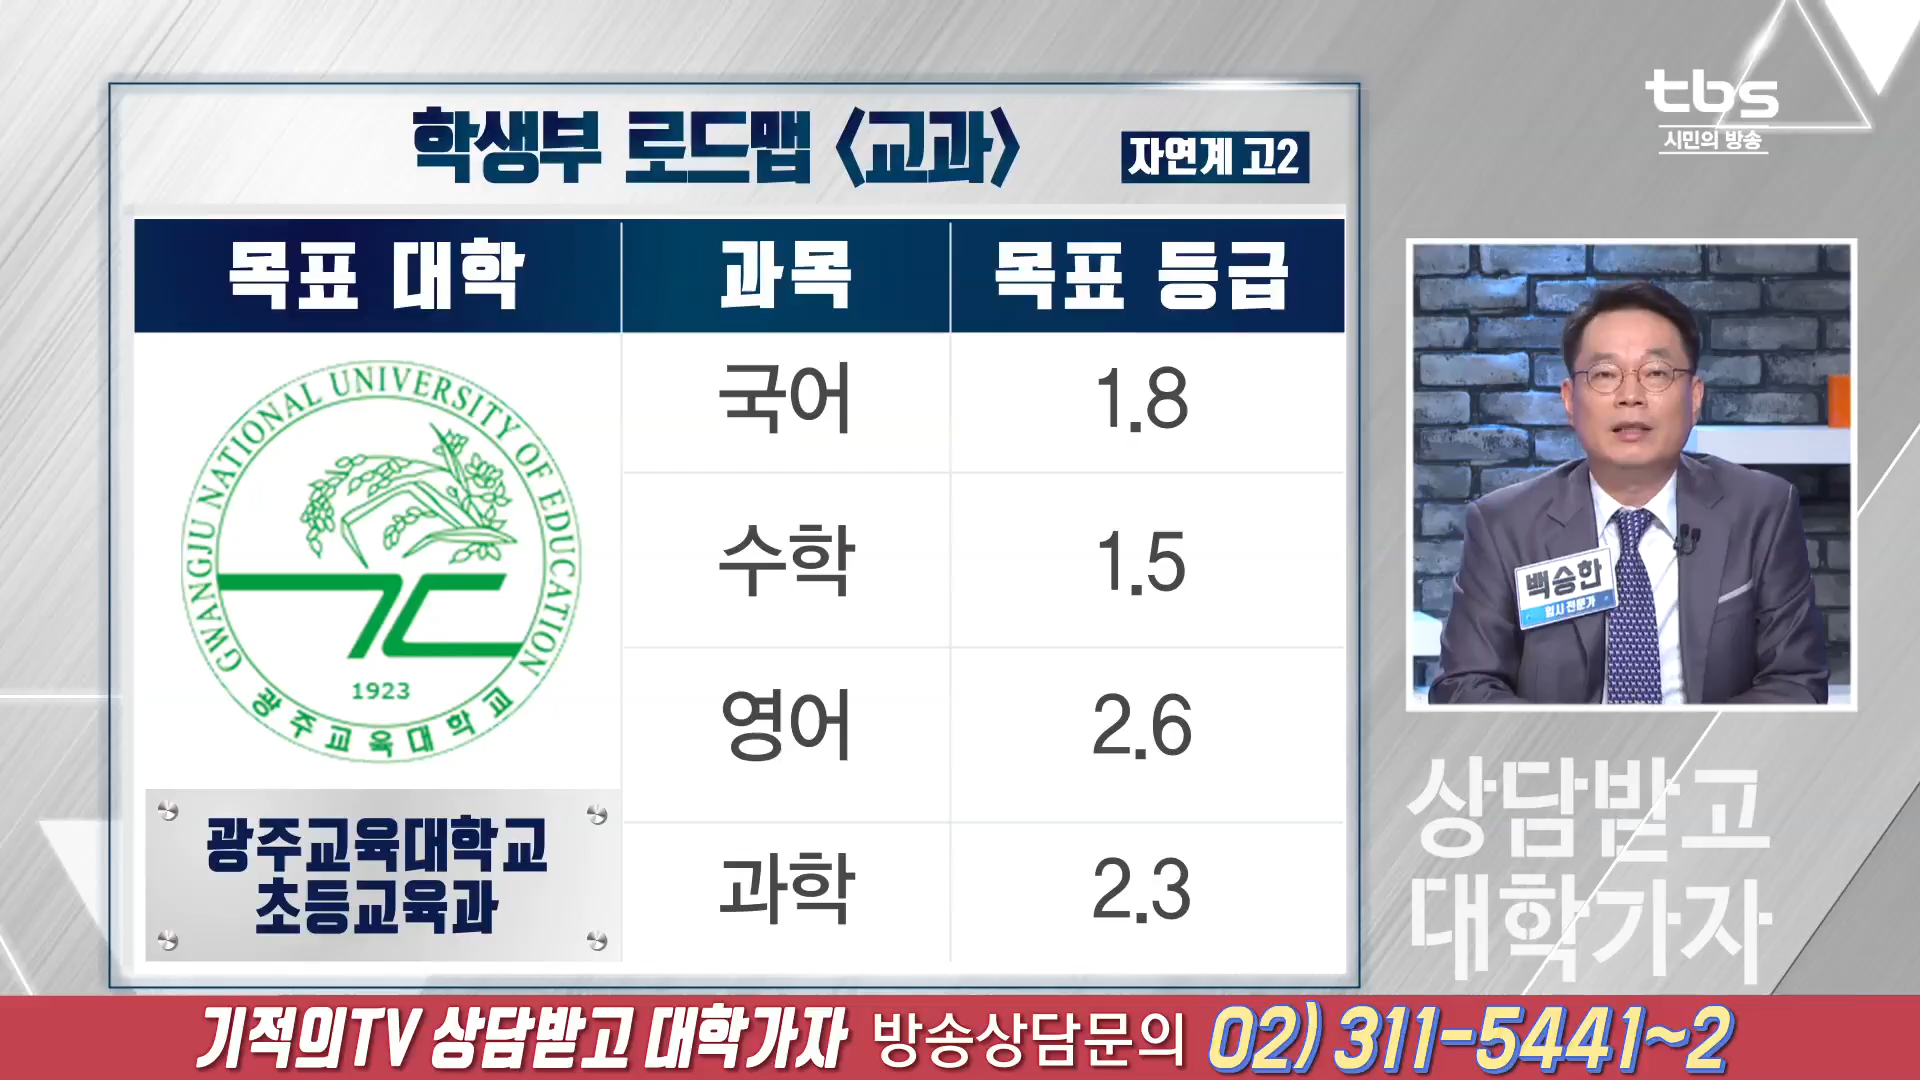 학생부 로드맵 〈교과〉
자연계 고2
tbs
시민의 방송
목표 대학 과목 목표 등급
GWANGJU NATIONAL UNIVERSITY OF EDUCATION
1923
광주교육대학교
광주교육대학교
초등교육과
국어 1.8
수학 1.5
영어 2.6
과학 2.3
백승한
입시 전문가
상담받고
대학가자
기적의TV 상담받고 대학가자 방송상담문의 02) 311-5441~2